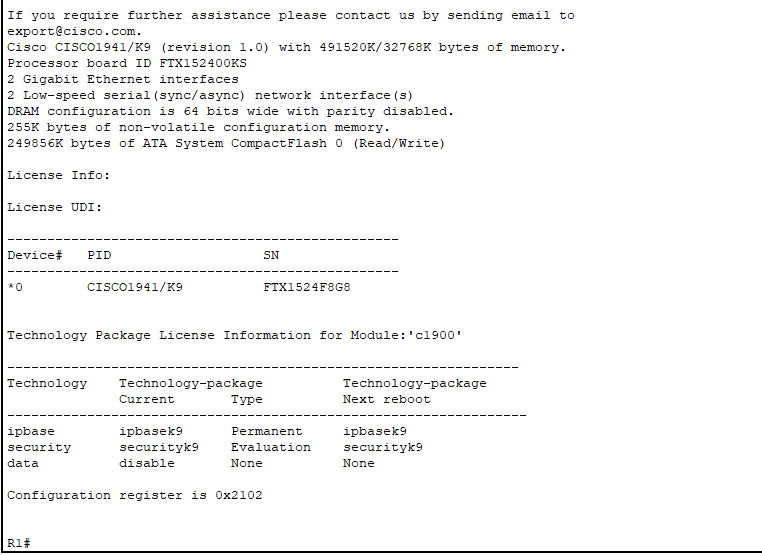 If you require further assistance please contact us by sending email to
export@cisco.com.
Cisco CISCO1941/K9 (revision 1.0) with 491520K/32768K bytes of memory.
Processor board ID FTX152400KS
2 Gigabit Ethernet interfaces
2 Low-speed serial(sync/async) network interface(s)
DRAM configuration is 64 bits wide with parity disabled.
255K bytes of non-volatile configuration memory.
249856K bytes of ATA System CompactFlash 0 (Read/Write)
License Info:
License UDI:
-------------------------------------------------
Device#   PID                   SN
-------------------------------------------------
*0        CISCO1941/K9          FTX1524F8G8
Technology Package License Information for Module:'c1900'
----------------------------------------------------------------
Technology    Technology-package          Technology-package
              Current       Type          Next reboot
-----------------------------------------------------------------
ipbase        ipbasek9      Permanent     ipbasek9
security      securityk9    Evaluation    securityk9
data          disable       None          None
Configuration register is 0x2102
R1#